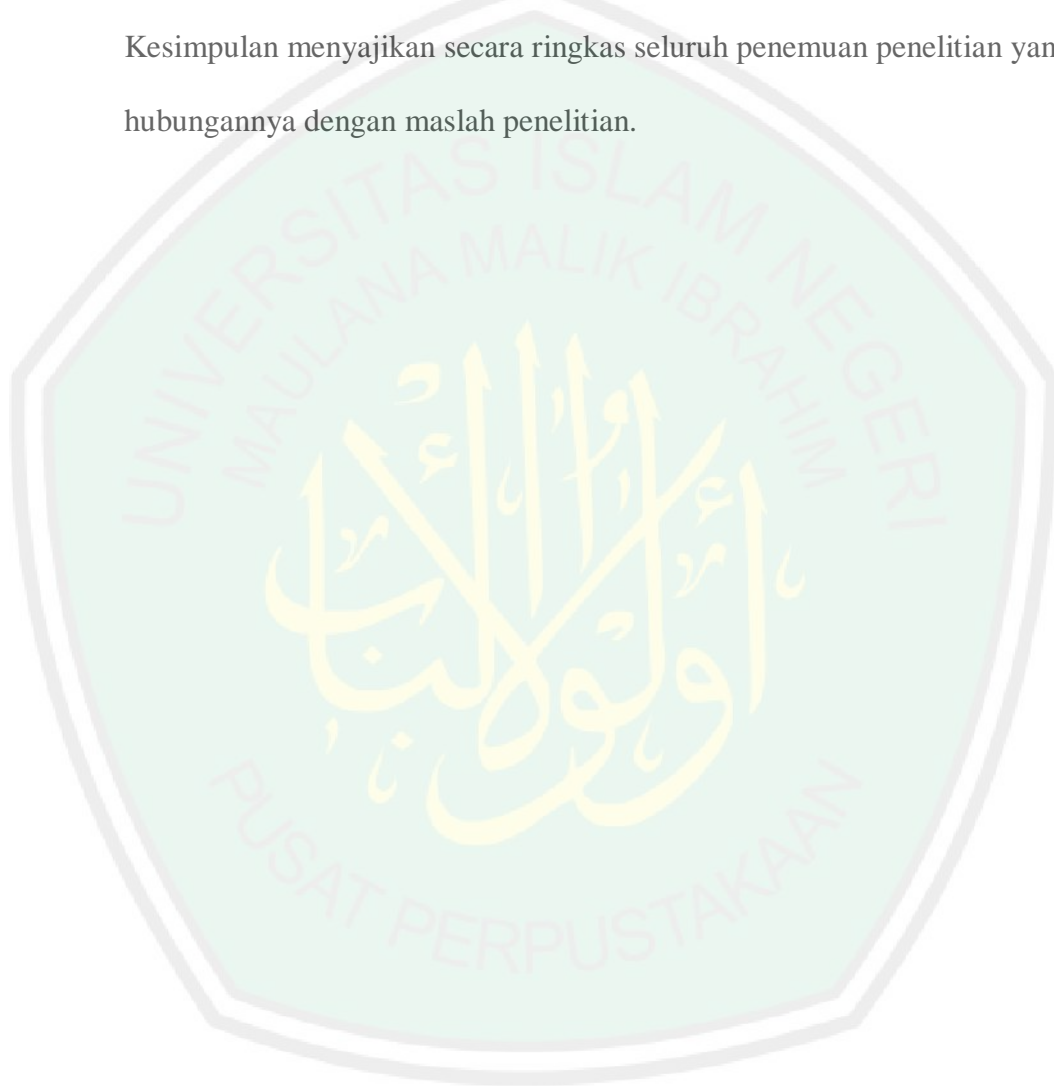 Kesimpulan menyajikan secara ringkas seluruh penemuan penelitian yan
hubungannya dengan maslah penelitian.
UNIVERSITAS ISLAM NEGERI
MAULANA MALIK IBRAHIM
أولوا الألباب
PUSAT PERPUSTAKAAN